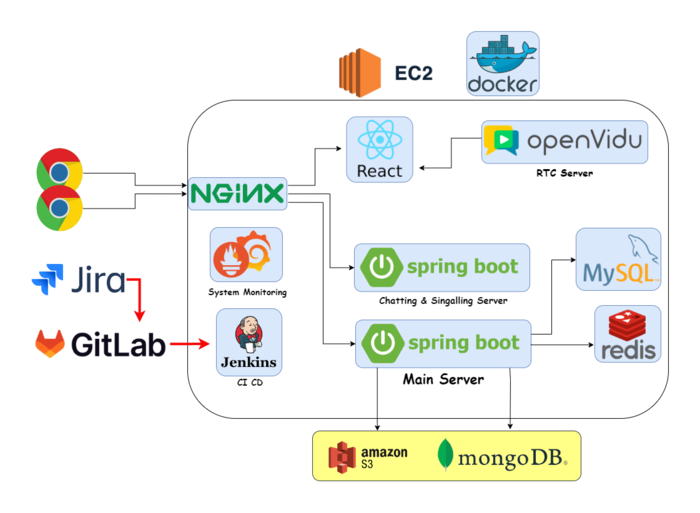 EC2
docker
React
openVidu
RTC Server
NGINX
Jira
System Monitoring
spring boot
Chatting & Singalling Server
MySQL
GitLab
Jenkins
CI CD
spring boot
Main Server
redis
amazon
S3
mongoDB